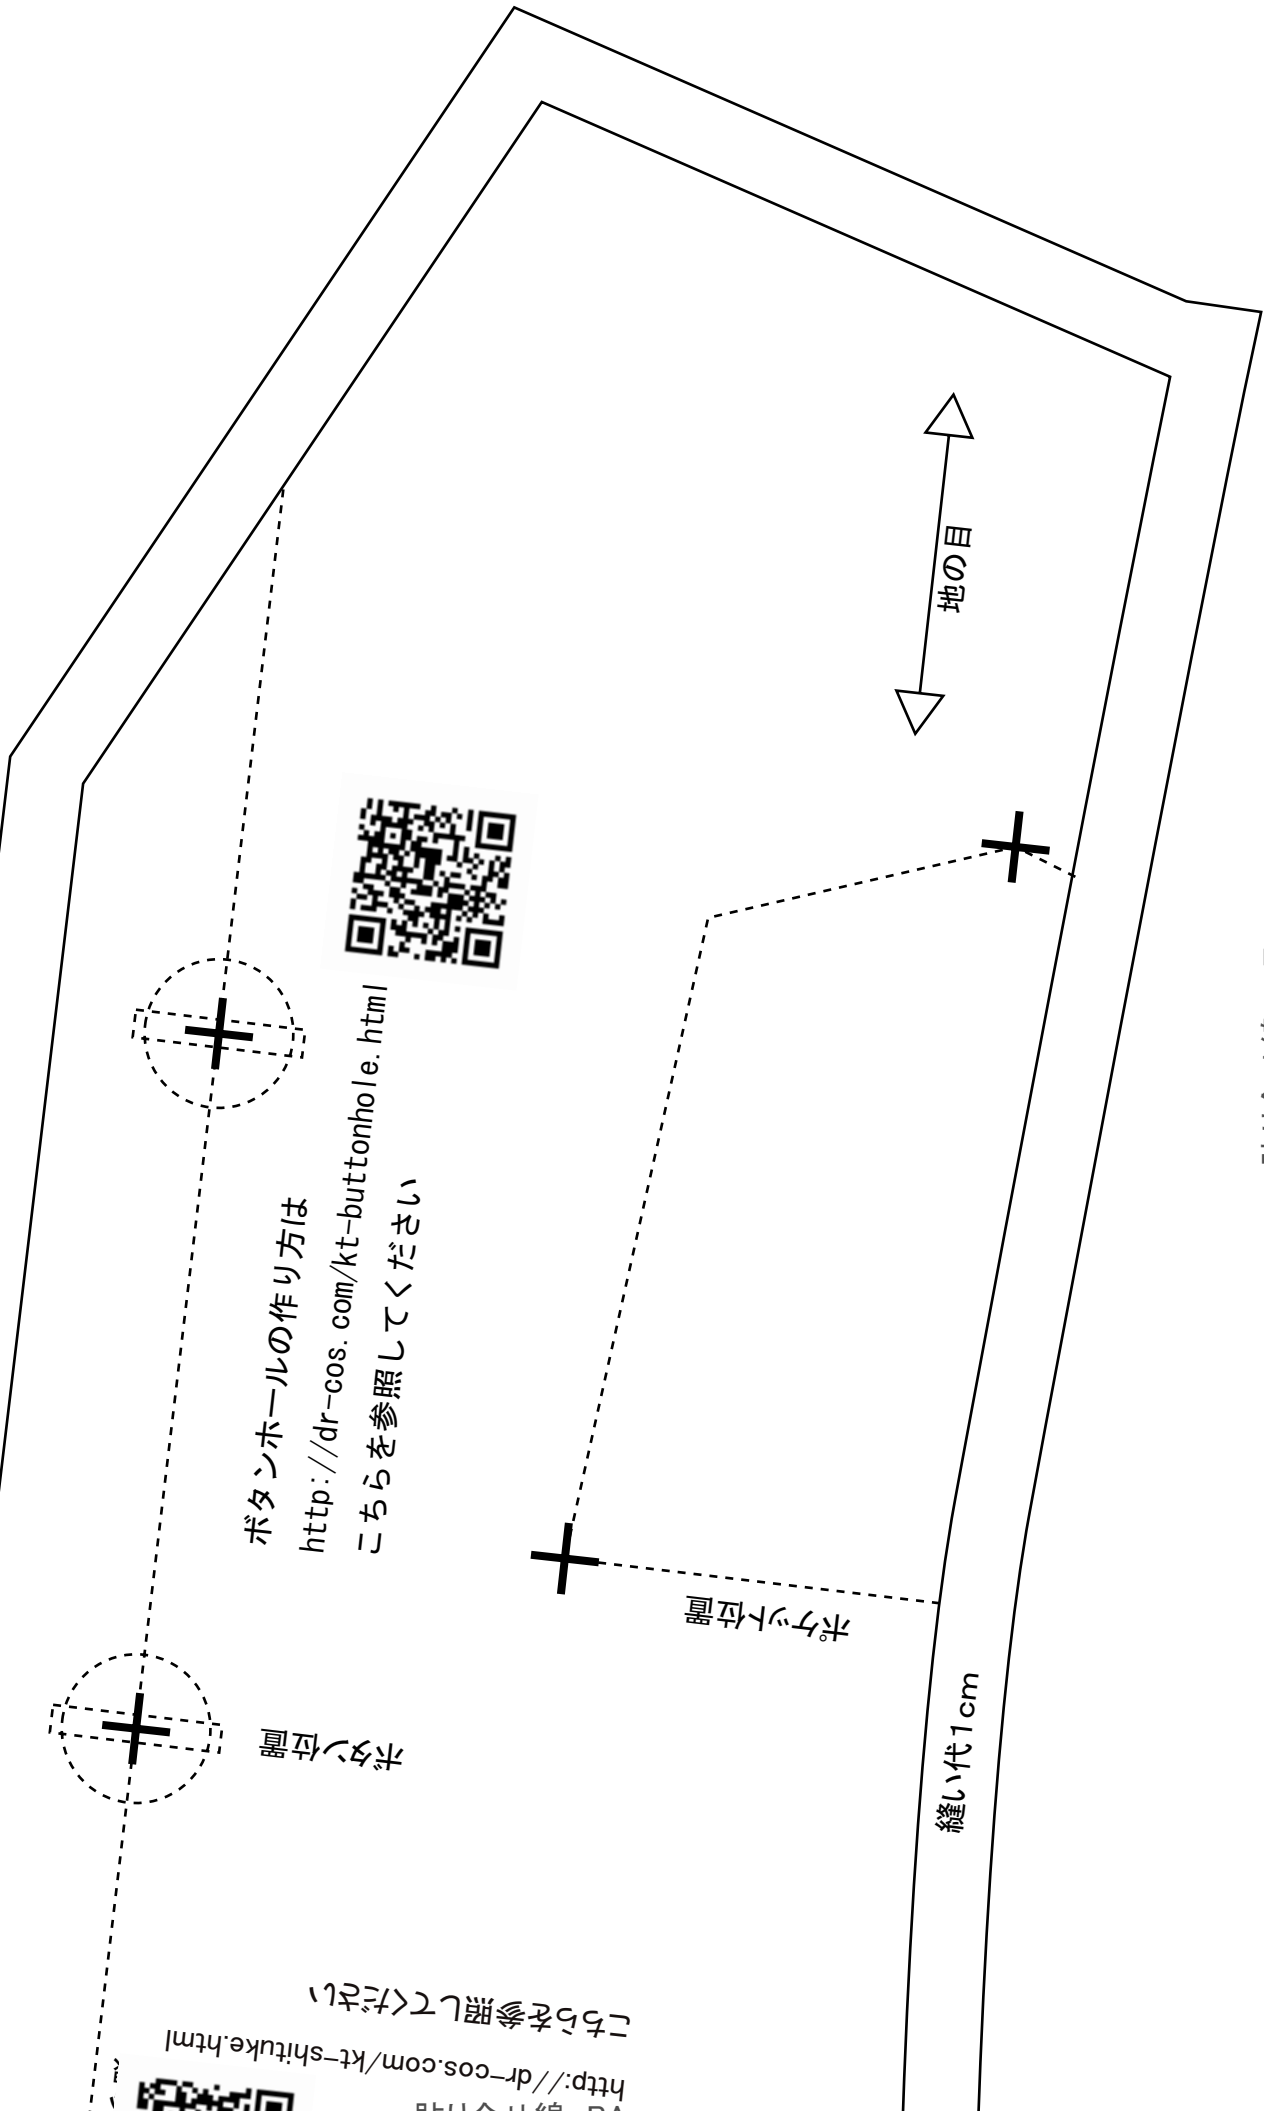 地の目
ボタンホールの作り方は
http://dr-cos.com/kt-buttonhole.html
こちらを参照してください
ポケット位置
ボタン位置
縫い代1cm
http://dr-cos.com/kt-shituke.html
こちらを参照してください